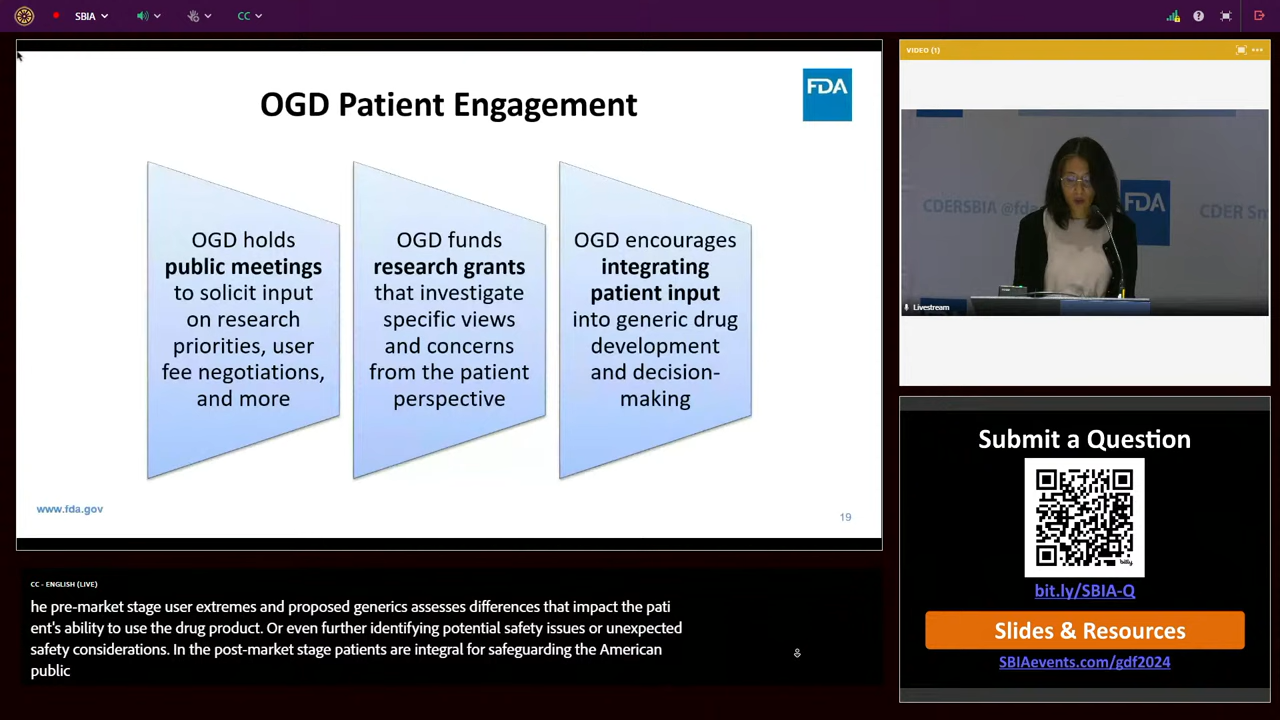 SBIA
CC
OGD Patient Engagement
FDA
OGD holds
public meetings
to solicit input
on research
priorities, user
fee negotiations,
and more
OGD funds
research grants
that investigate
specific views
and concerns
from the patient
perspective
OGD encourages
integrating
patient input
into generic drug
development
and decision-
making
www.fda.gov
19
CC - ENGLISH (LIVE)
he pre-market stage user extremes and proposed generics assesses differences that impact the pati
ent's ability to use the drug product. Or even further identifying potential safety issues or unexpected
safety considerations. In the post-market stage patients are integral for safeguarding the American
public
VIDEO (1)
CDERSBIA @fda
FDA
CDER Sm
Livestream
Submit a Question
bitly
bit.ly/SBIA-Q
Slides & Resources
SBIAevents.com/gdf2024